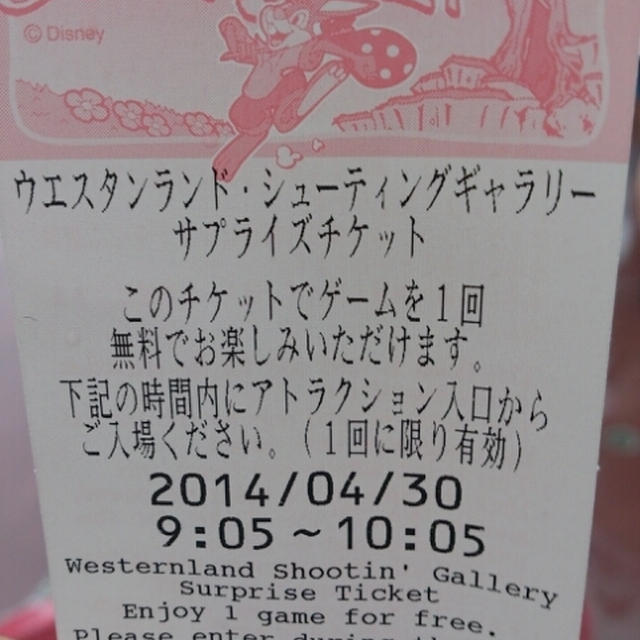 © Disney
ウエスタンランド・シューティングギャラリー
サプライズチケット
このチケットでゲームを1回
無料でお楽しみいただけます。
下記の時間内にアトラクション入口から
ご入場ください。(1回に限り有効)
2014/04/30
9:05~10:05
Westernland Shootin' Gallery
Surprise Ticket
Enjoy 1 game for free.
Please enter during the